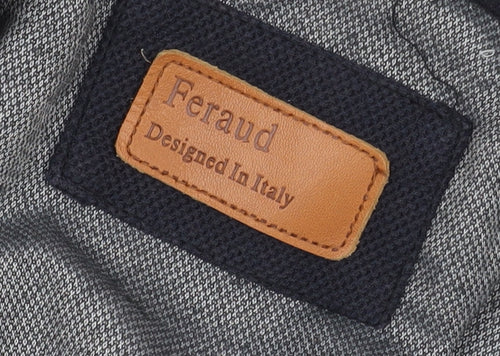 Feraud
Designed In Italy